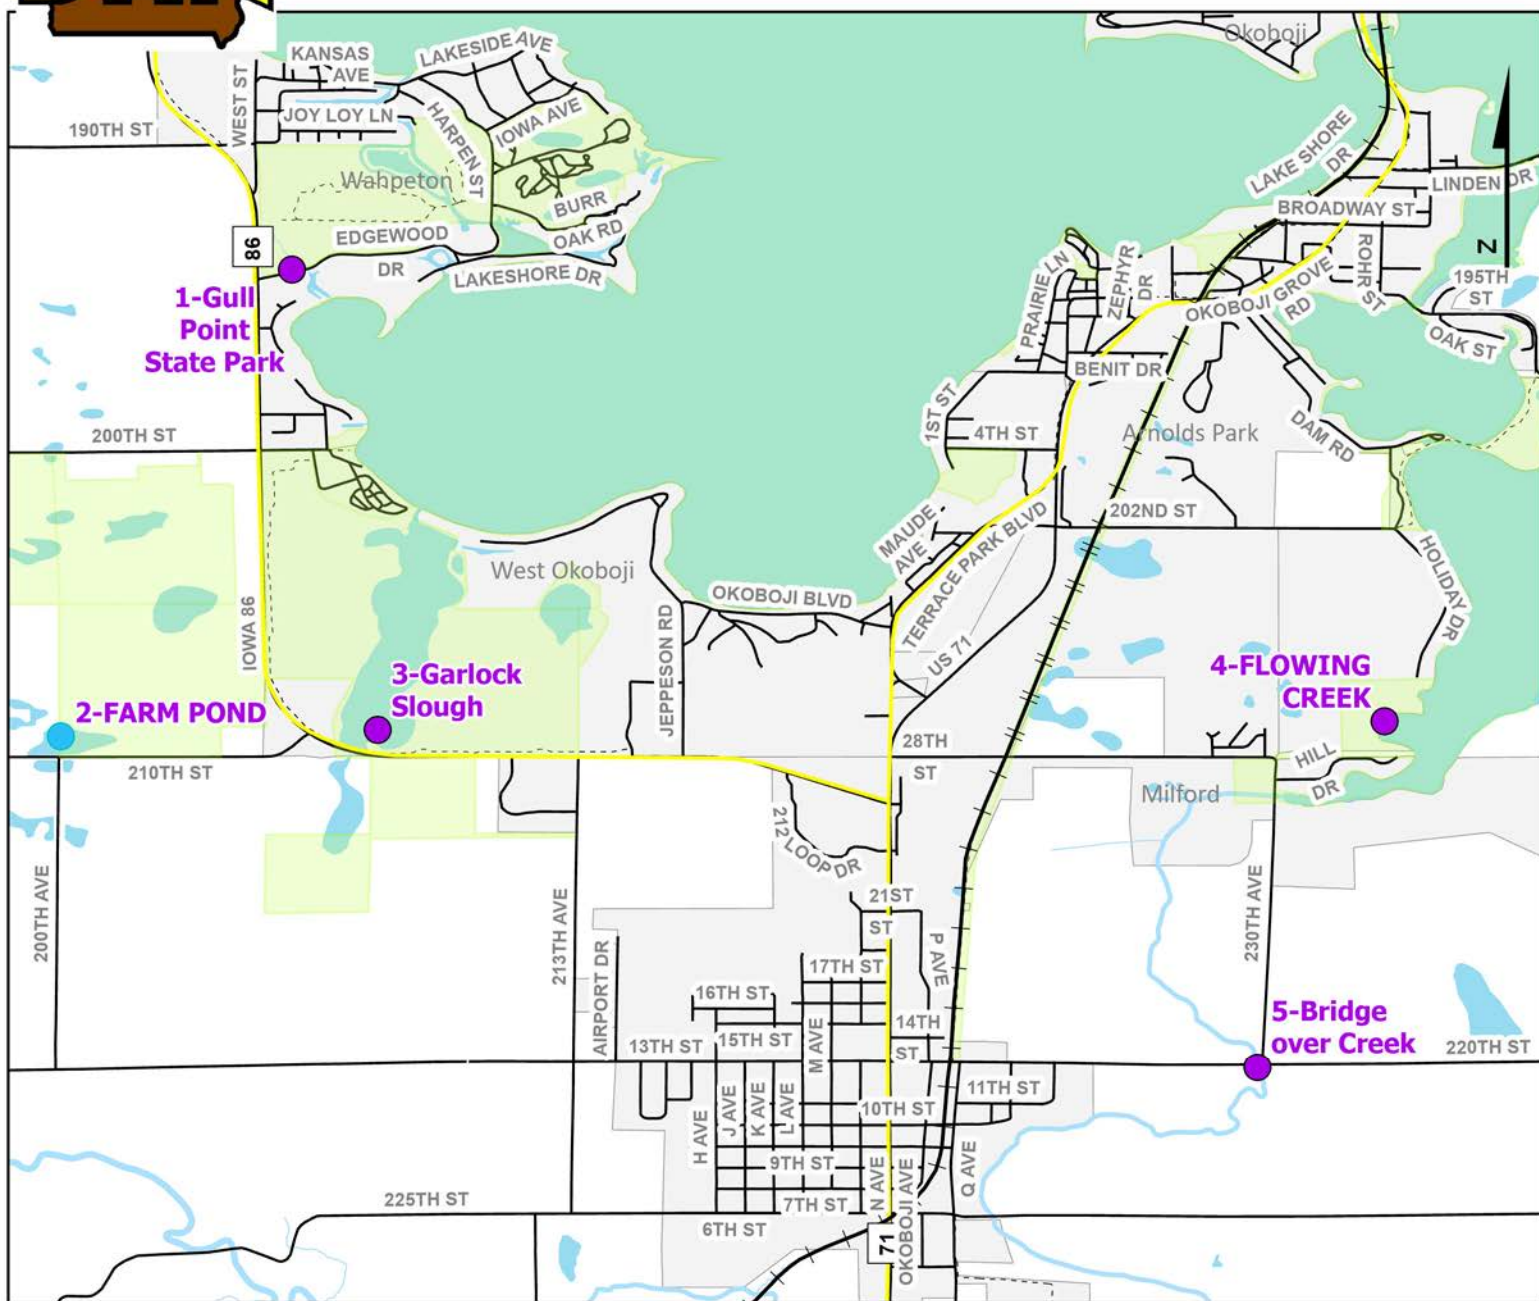 Okoboji
KANSAS
AVE
LAKESIDE AVE
WEST ST
JOY LOY LN
HARPEN ST
IOWA AVE
190TH ST
LAKE SHORE
DR
Wahpeton
LINDEN DR
BURR
OAK RD
BROADWAY ST
EDGEWOOD
DR
LAKESHORE DR
86
N
ROHR ST
195TH
ST
PRAIRIE LN
ZEPHYR
DR
OKOBOJI GROVE
RD
OAK ST
1-Gull
Point
State Park
BENIT DR
1ST ST
4TH ST
Arnolds Park
DAM RD
200TH ST
202ND ST
MAUDE
AVE
TERRACE PARK BLVD
HOLIDAY DR
West Okoboji
OKOBOJI BLVD
IOWA 86
JEPPESON RD
US 71
3-Garlock
Slough
4-FLOWING
CREEK
2-FARM POND
28TH
ST
210TH ST
HILL
DR
Milford
212 LOOP DR
200TH AVE
213TH AVE
21ST
ST
230TH AVE
AIRPORT DR
P AVE
17TH ST
16TH ST
5-Bridge
over Creek
14TH
ST
15TH ST
13TH ST
M AVE
220TH ST
11TH ST
10TH ST
H AVE
J AVE
K AVE
L AVE
9TH ST
N AVE
OKOBOJI AVE
Q AVE
225TH ST
7TH ST
6TH ST
71